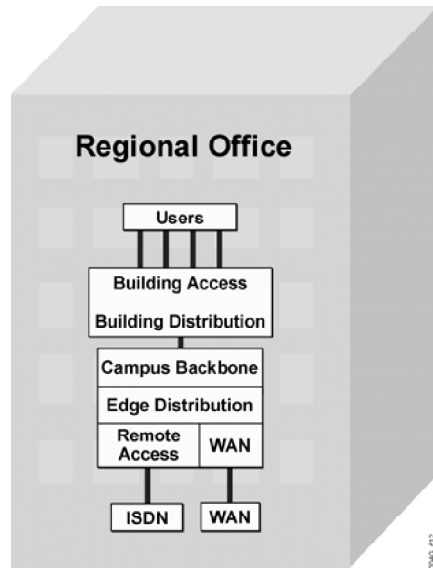 Regional Office
Users
Building Access
Building Distribution
Campus Backbone
Edge Distribution
Remote
Access
WAN
ISDN
WAN